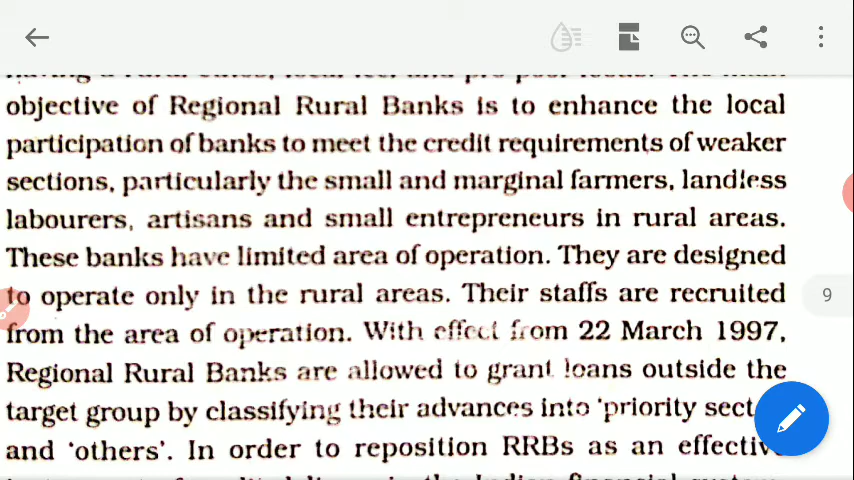 objective of Regional Rural Banks is to enhance the local
participation of banks to meet the credit requirements of weaker
sections, particularly the small and marginal farmers, landless
labourers, artisans and small entrepreneurs in rural areas.
These banks have limited area of operation. They are designed
to operate only in the rural areas. Their staffs are recruited
9
from the area of operation. With effect from 22 March 1997,
Regional Rural Banks are allowed to grant loans outside the
target group by classifying their advances into 'priority sect
and 'others'. In order to reposition RRBs as an effectiv